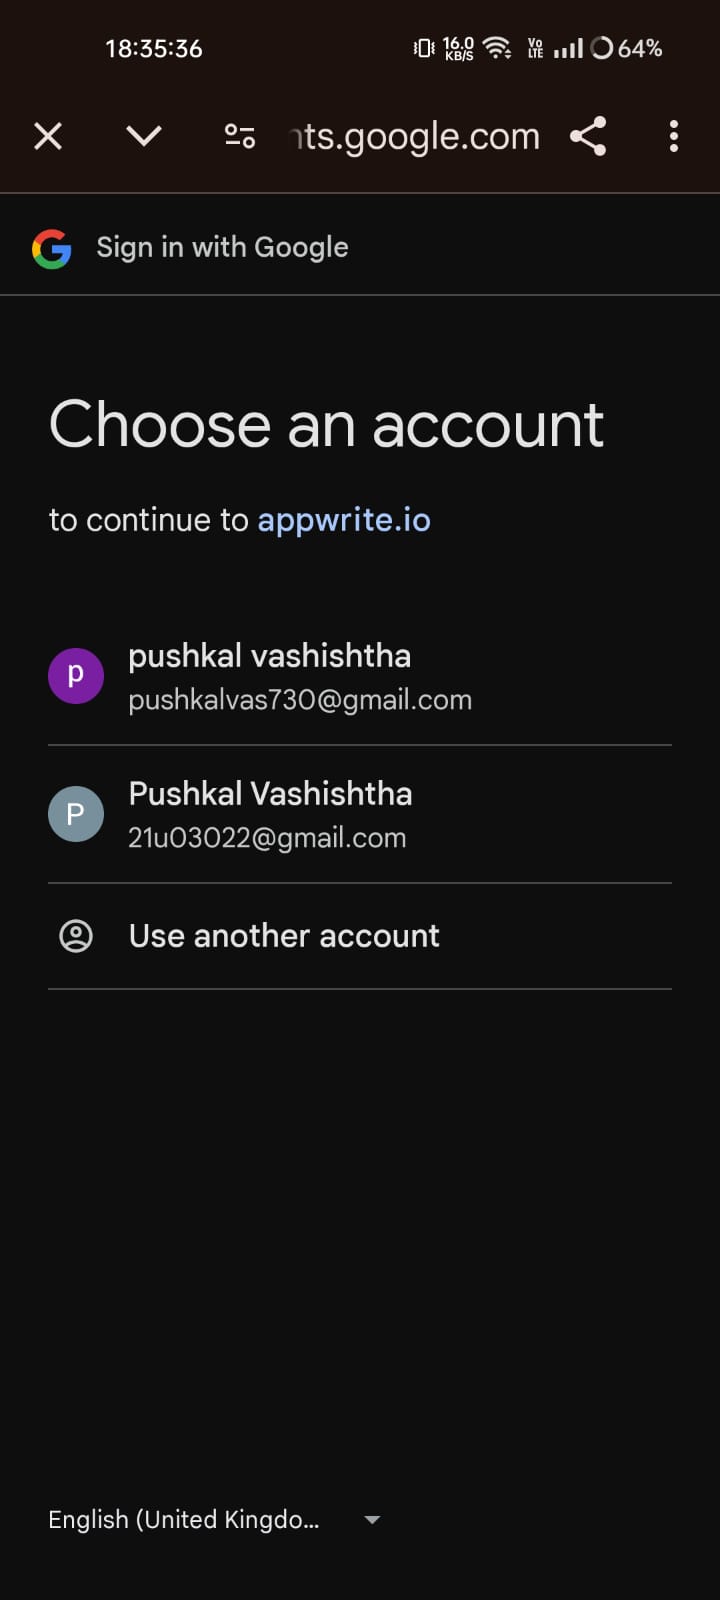 18:35:36 16.0 KB/S Vo LTE 64%
ts.google.com
Sign in with Google
Choose an account
to continue to appwrite.io
p pushkal vashishtha
pushkalvas730@gmail.com
P Pushkal Vashishtha
21u03022@gmail.com
Use another account
English (United Kingdo...